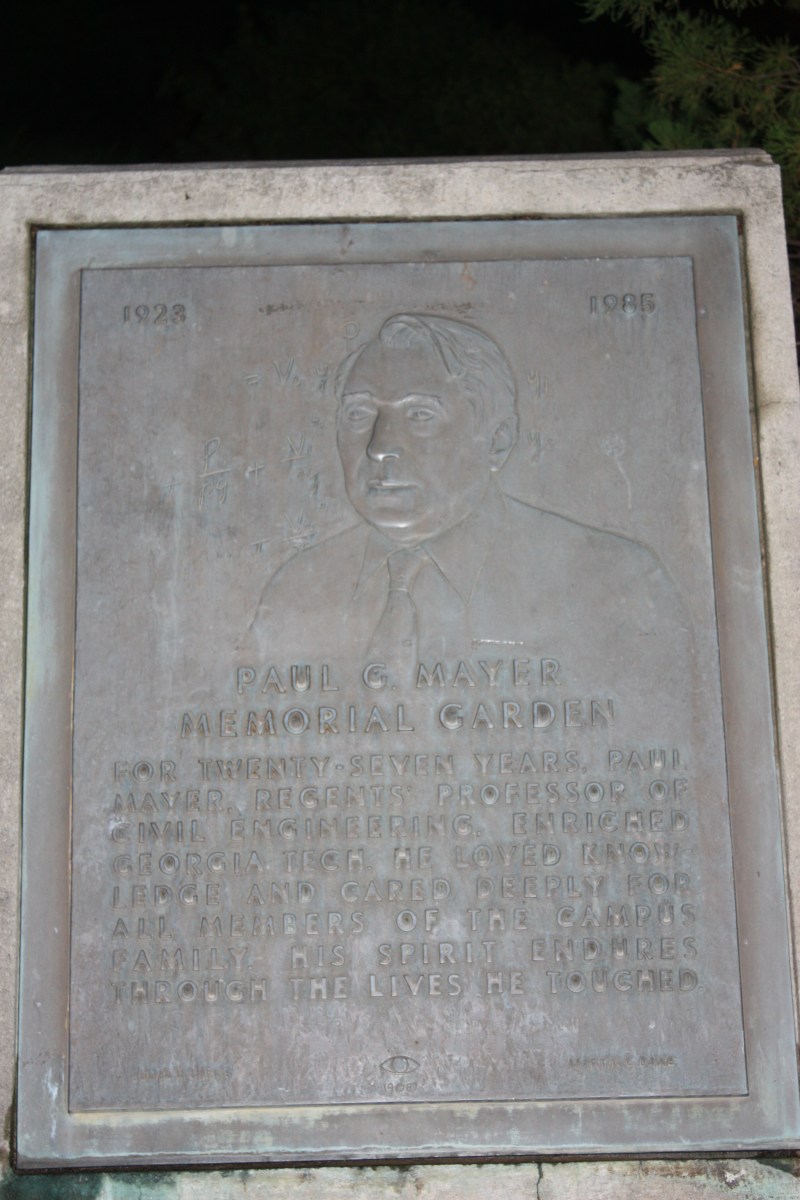 1923 1985
PAUL G. MAYER
MEMORIAL GARDEN
FOR TWENTY-SEVEN YEARS, PAUL
MAYER, REGENTS' PROFESSOR OF
CIVIL ENGINEERING, ENRICHED
GEORGIA TECH. HE LOVED KNOW-
LEDGE AND CARED DEEPLY FOR
ALL MEMBERS OF THE CAMPUS
FAMILY. HIS SPIRIT ENDURES
THROUGH THE LIVES HE TOUCHED.